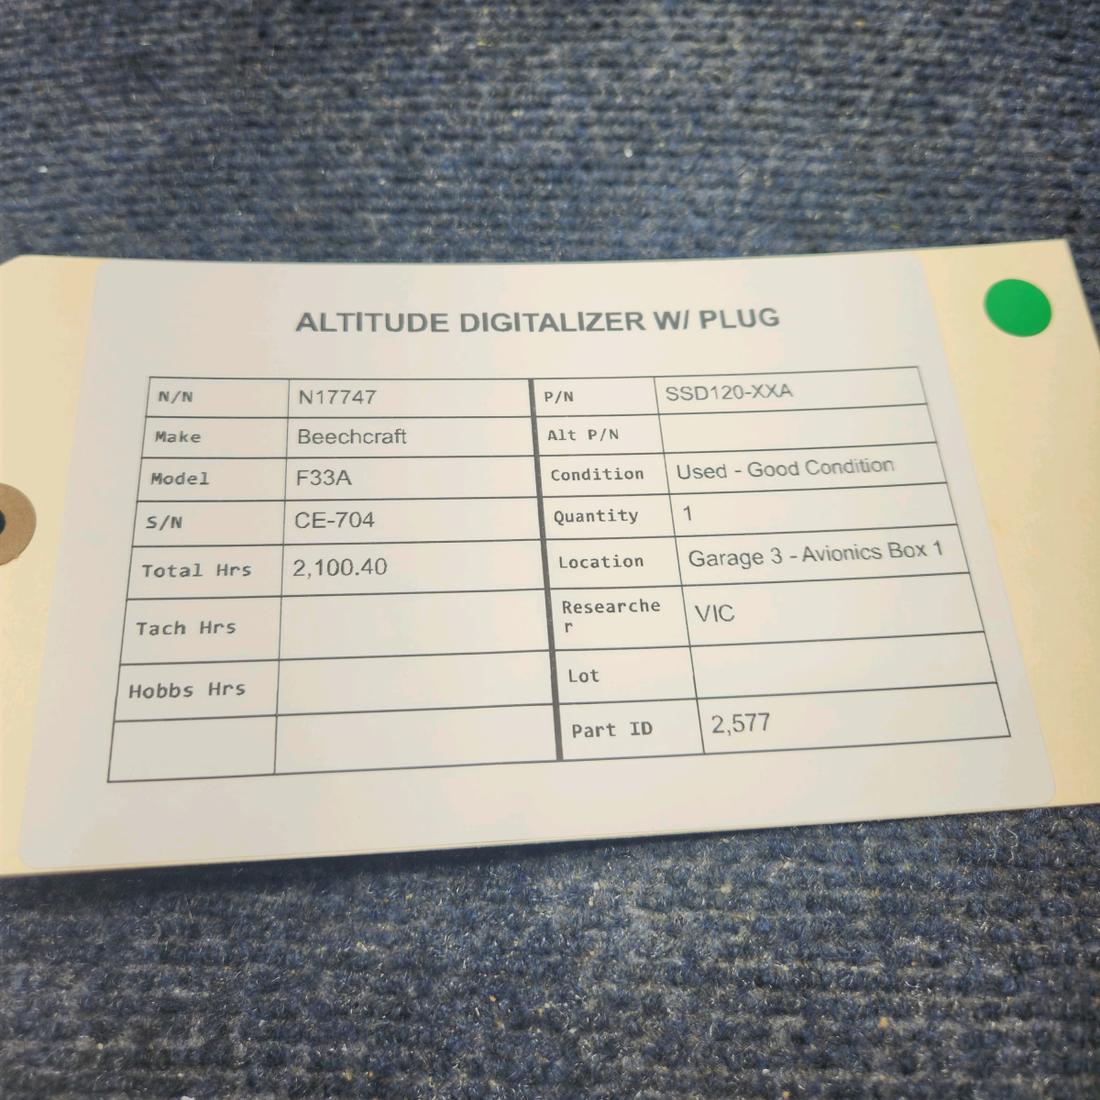 ALTITUDE DIGITALIZER W/ PLUG
N/N N17747 P/N SSD120-XXA
Make Beechcraft Alt P/N
Model F33A Condition Used - Good Condition
S/N CE-704 Quantity 1
Total Hrs 2,100.40 Location Garage 3 - Avionics Box 1
Tach Hrs Researche
r VIC
Hobbs Hrs Lot
Part ID 2,577